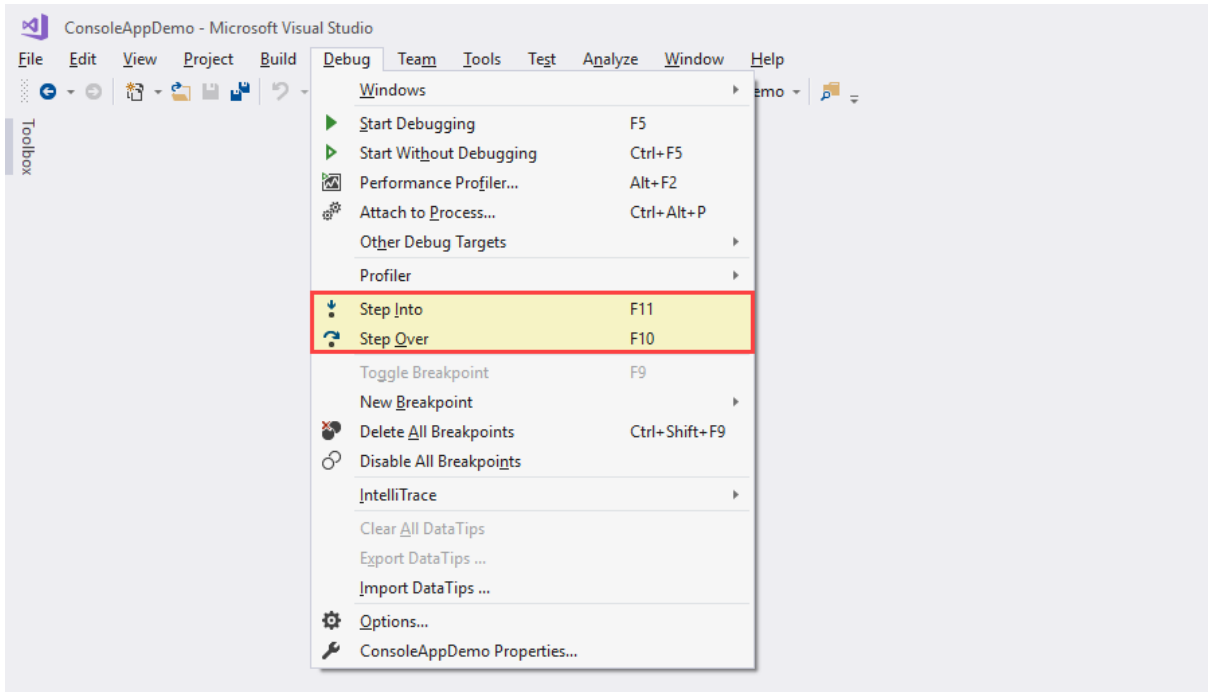 ConsoleAppDemo - Microsoft Visual Studio
File Edit View Project Build Debug Team Tools Test Analyze Window Help
Windows
Toolbox
Start Debugging F5
Start Without Debugging Ctrl+F5
Performance Profiler... Alt+F2
Attach to Process... Ctrl+Alt+P
Other Debug Targets
Profiler
Step Into F11
Step Over F10
Toggle Breakpoint F9
New Breakpoint
Delete All Breakpoints Ctrl+Shift+F9
Disable All Breakpoints
IntelliTrace
Clear All DataTips
Export DataTips ...
Import DataTips ...
Options...
ConsoleAppDemo Properties...